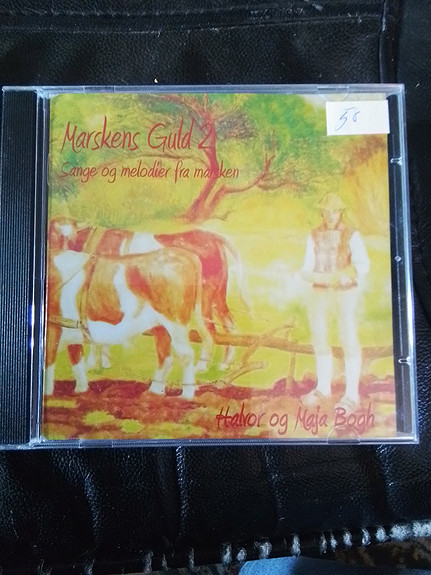 Marskens Guld 2
58
Sange og melodier fra marsken
Halvor og Maja Bogh